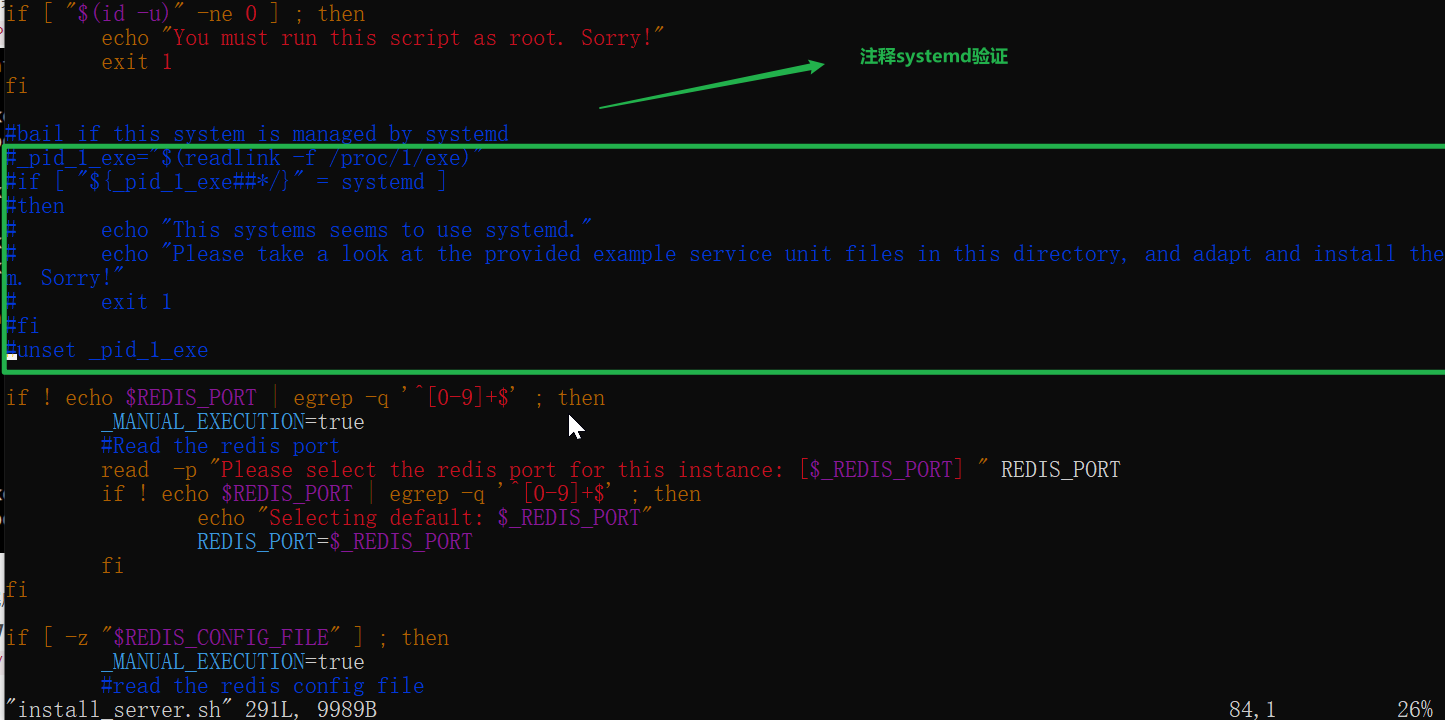 if [ "$(id -u)" -ne 0 ] ; then
        echo "You must run this script as root. Sorry!"
        exit 1
fi
注释systemd验证
#bail if this system is managed by systemd
#_pid_1_exe="$(readlink -f /proc/1/exe)"
#if [ "${_pid_1_exe##*/}" = systemd ]
#then
#       echo "This systems seems to use systemd."
#       echo "Please take a look at the provided example service unit files in this directory, and adapt and install the
m. Sorry!"
#       exit 1
#fi
#unset _pid_1_exe
if ! echo $REDIS_PORT | egrep -q '^[0-9]+$' ; then
        _MANUAL_EXECUTION=true
        #Read the redis port
        read  -p "Please select the redis port for this instance: [$_REDIS_PORT] " REDIS_PORT
        if ! echo $REDIS_PORT | egrep -q '^[0-9]+$' ; then
                echo "Selecting default: $_REDIS_PORT"
                REDIS_PORT=$_REDIS_PORT
        fi
fi
if [ -z "$REDIS_CONFIG_FILE" ] ; then
        _MANUAL_EXECUTION=true
        #read the redis config file
"install_server.sh" 291L, 9989B 84,1 26%